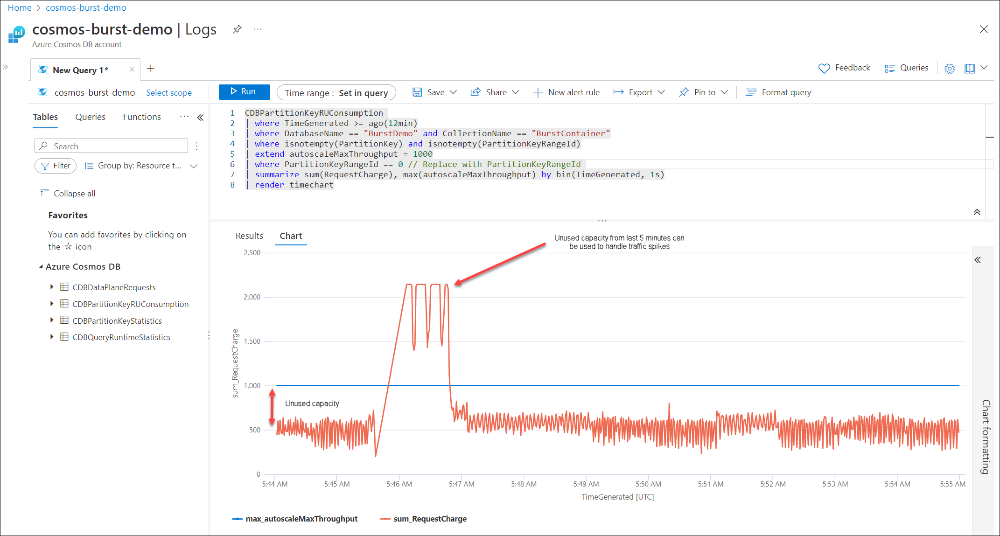 Home > cosmos-burst-demo
cosmos-burst-demo | Logs ...
Azure Cosmos DB account
New Query 1*
Feedback
Queries
cosmos-burst-demo
Select scope
Run
Time range : Set in query
Save
Share
New alert rule
Export
Pin to
Format query
Tables
Queries
Functions
...
Search
Filter
Group by: Resource t...
Collapse all
Favorites
You can add favorites by clicking on
the ☆ icon
Azure Cosmos DB
CDBDataPlaneRequests
CDBPartitionKeyRUConsumption
CDBPartitionKeyStatistics
CDBQueryRuntimeStatistics
1 CDBPartitionKeyRUConsumption
2 | where TimeGenerated >= ago(12min)
3 | where DatabaseName == "BurstDemo" and CollectionName == "BurstContainer"
4 | where isnotempty(PartitionKey) and isnotempty(PartitionKeyRangeId)
5 | extend autoscaleMaxThroughput = 1000
6 | where PartitionKeyRangeId == 0 // Replace with PartitionKeyRangeId
7 | summarize sum(RequestCharge), max(autoscaleMaxThroughput) by bin(TimeGenerated, 1s)
8 | render timechart
Results
Chart
Unused capacity from last 5 minutes can
be used to handle traffic spikes
2,500
2,000
1,500
1,000
500
0
sum_RequestCharge
Unused capacity
5:44 AM
5:45 AM
5:46 AM
5:47 AM
5:48 AM
5:49 AM
5:50 AM
5:51 AM
5:52 AM
5:53 AM
5:54 AM
5:55 AM
TimeGenerated [UTC]
max_autoscaleMaxThroughput
sum_RequestCharge
Chart formatting